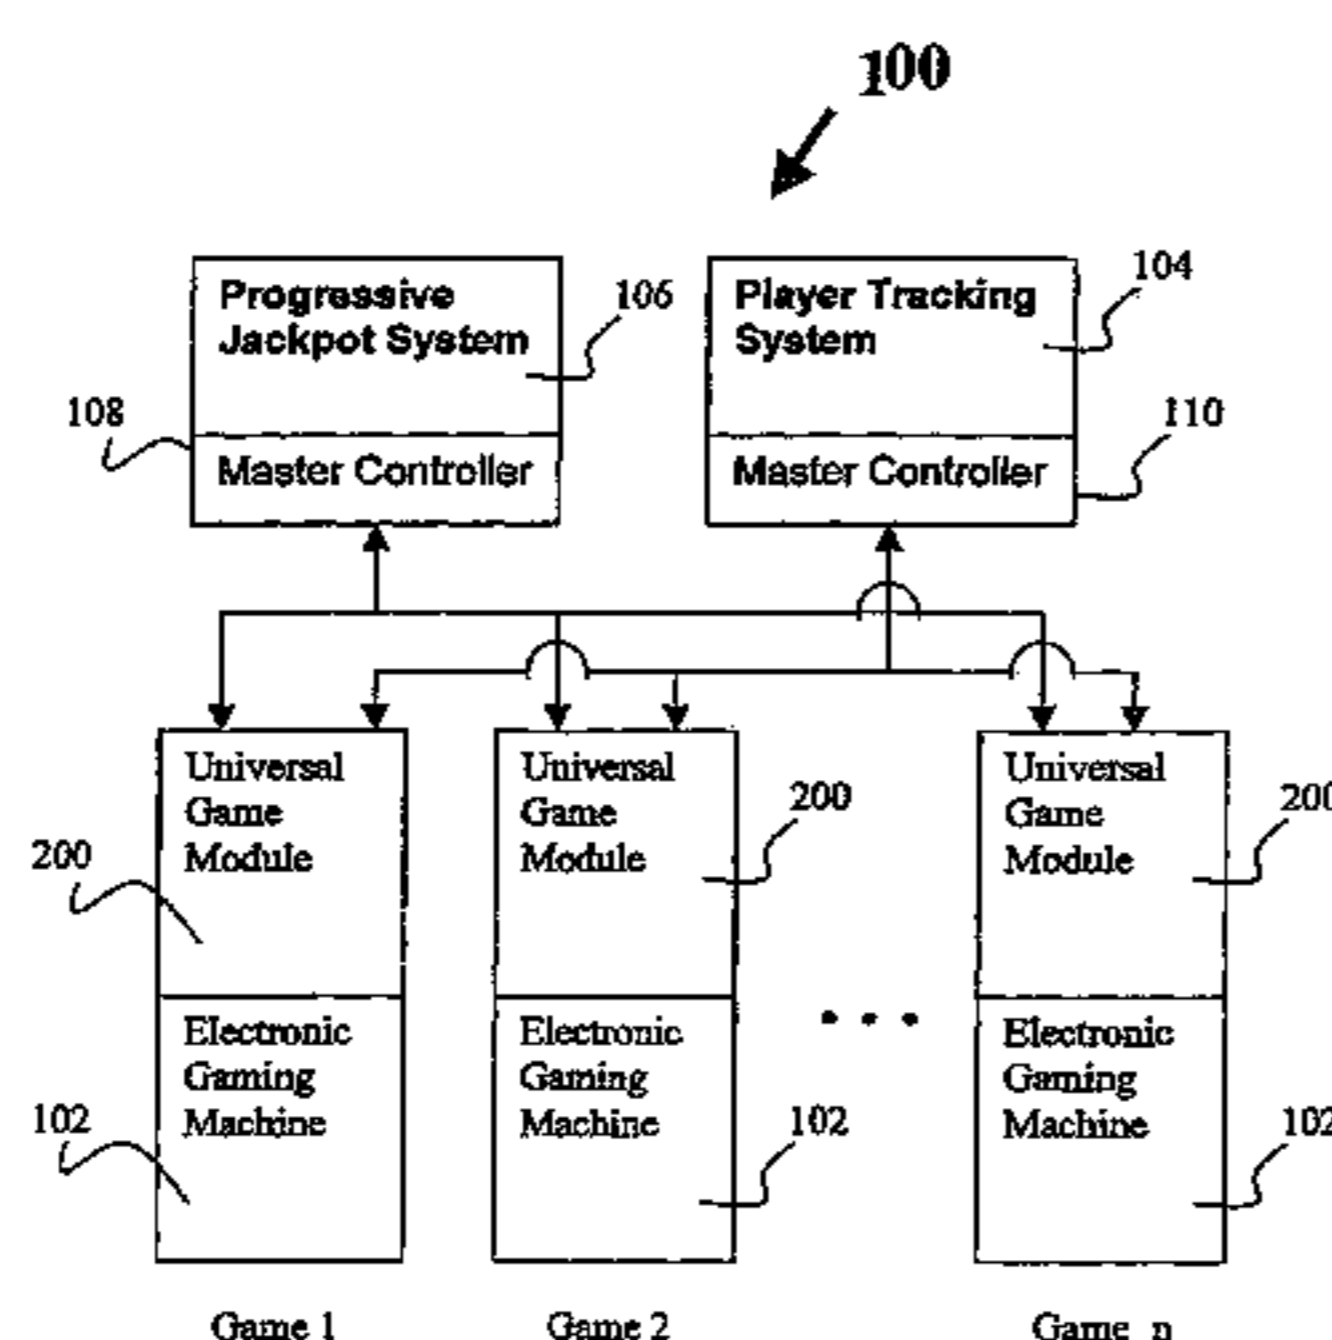 100
Progressive
Jackpot System
106
Player Tracking
System
104
108
Master Controller
Master Controller
110
Universal
Game
Module
200
Universal
Game
Module
200
Universal
Game
Module
200
Electronic
Gaming
Machine
102
Electronic
Gaming
Machine
102
• • •
Electronic
Gaming
Machine
102
Game 1
Game 2
Game n